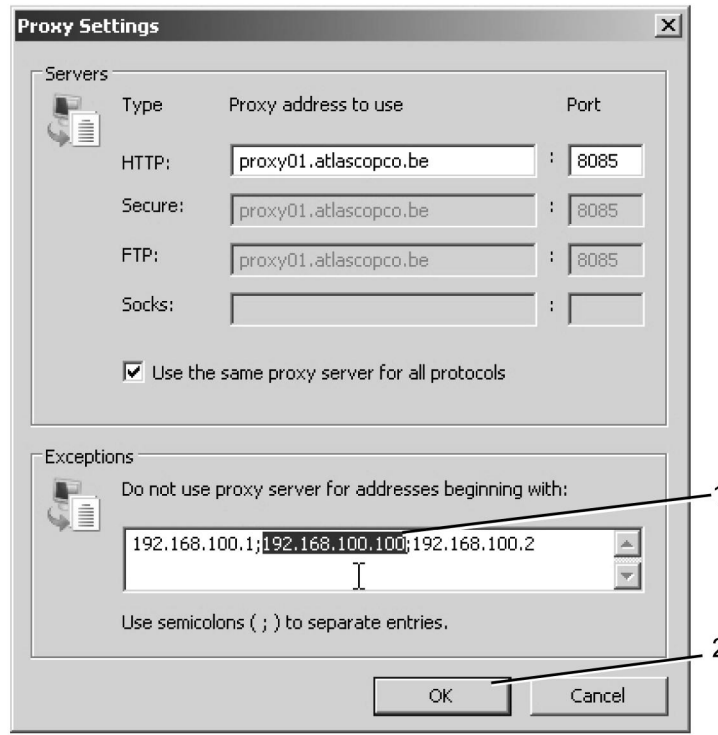 Proxy Settings
Servers
Type Proxy address to use Port
HTTP: proxy01.atlascopco.be : 8085
Secure: proxy01.atlascopco.be : 8085
FTP: proxy01.atlascopco.be : 8085
Socks: :
Use the same proxy server for all protocols
Exceptions
Do not use proxy server for addresses beginning with:
1
192.168.100.1;192.168.100.100;192.168.100.2
Use semicolons ( ; ) to separate entries.
2
OK Cancel